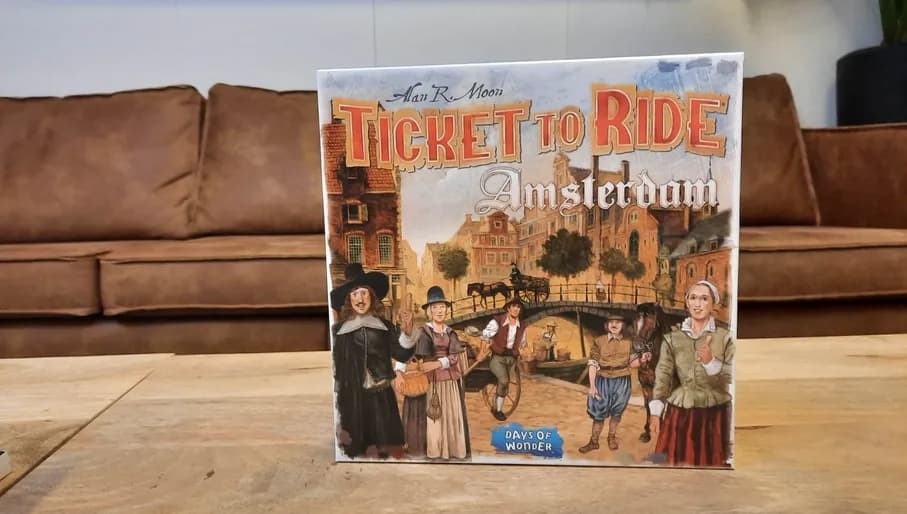 Alan R. Moon
TICKET TO RIDE
Amsterdam
DAYS OF
WONDER